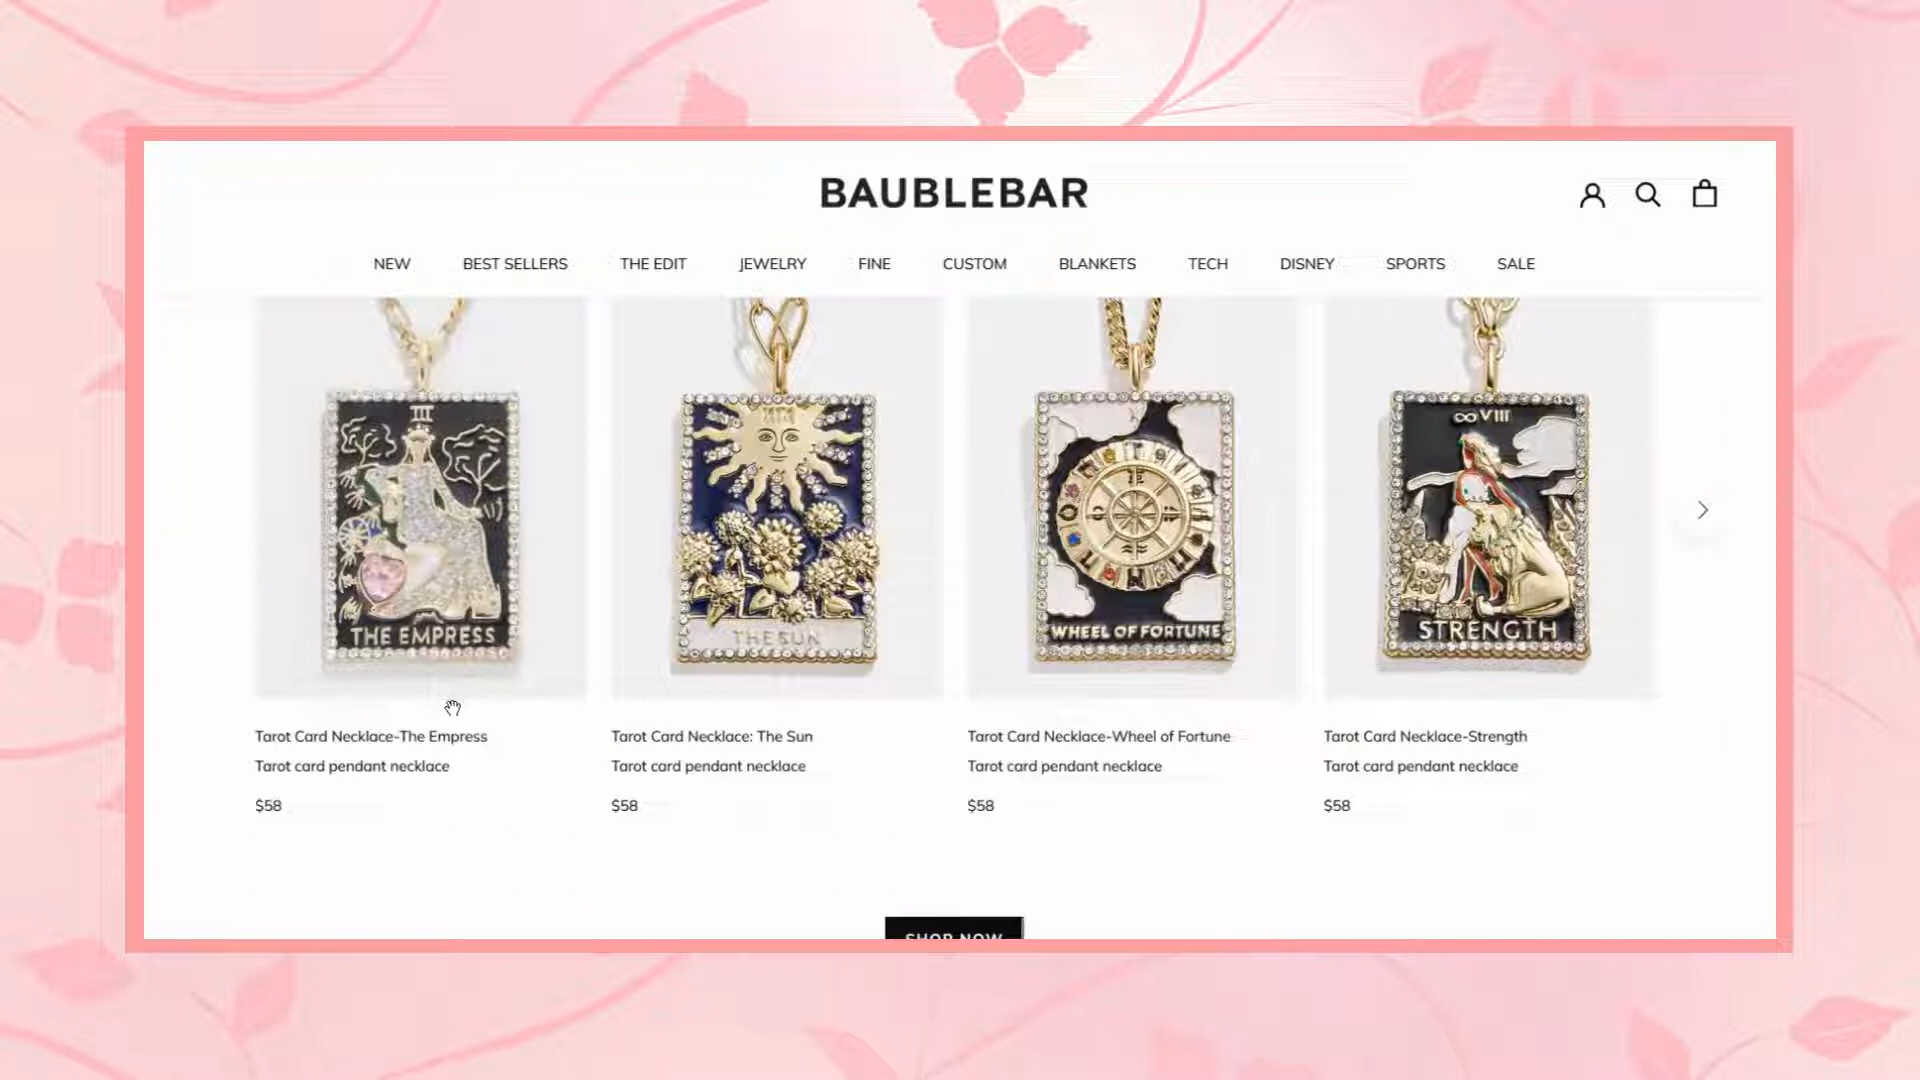 BAUBLEBAR
NEW BEST SELLERS THE EDIT JEWELRY FINE CUSTOM BLANKETS TECH DISNEY SPORTS SALE
III
THE EMPRESS
THE SUN
WHEEL OF FORTUNE
∞ VIII
STRENGTH
Tarot Card Necklace-The Empress
Tarot card pendant necklace
$58
Tarot Card Necklace: The Sun
Tarot card pendant necklace
$58
Tarot Card Necklace-Wheel of Fortune
Tarot card pendant necklace
$58
Tarot Card Necklace-Strength
Tarot card pendant necklace
$58
SHOP NOW